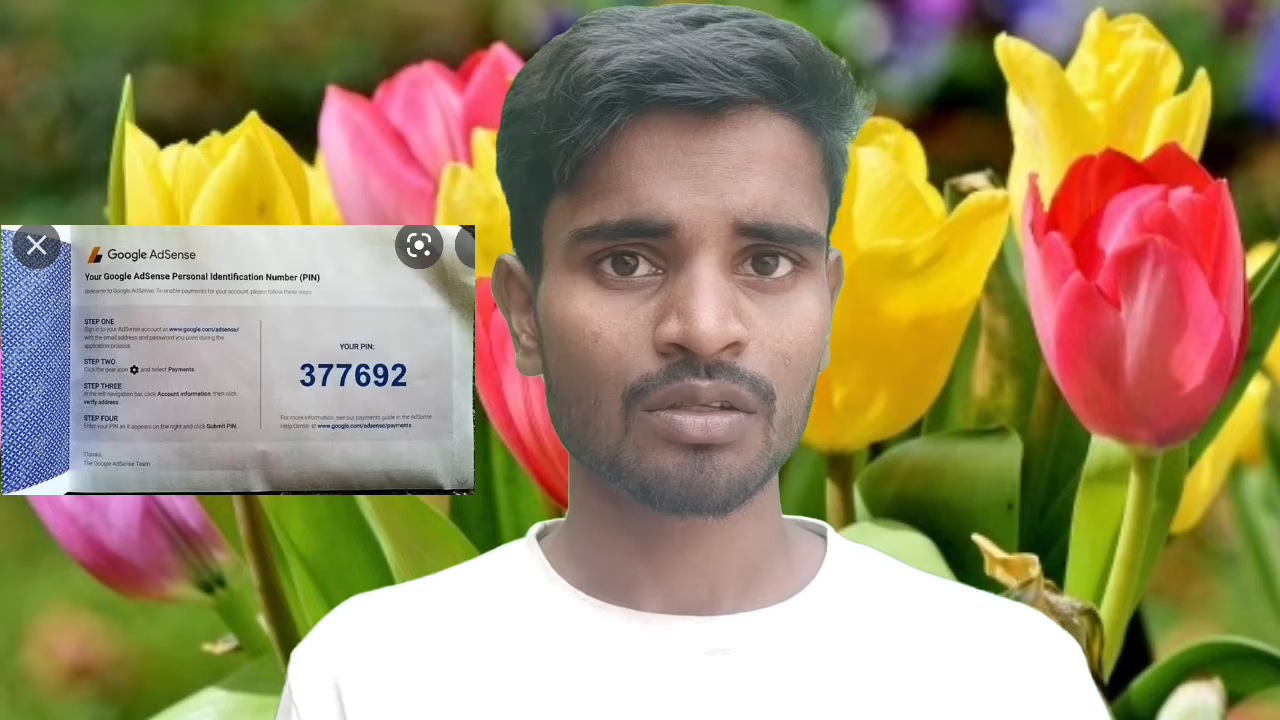 Google AdSense
Your Google AdSense Personal Identification Number (PIN)
Welcome to Google AdSense. To enable payments for your account, please follow these steps
STEP ONE
Sign in to your AdSense account at www.google.com/adsense/
with the email address and password you used during the
application process.
STEP TWO
Click the gear icon and select Payments.
STEP THREE
In the left navigation bar, click Account information, then click
verify address.
STEP FOUR
Enter your PIN as it appears on the right and click Submit PIN.
Thanks,
The Google AdSense Team
YOUR PIN:
377692
For more information, see our payments guide in the AdSense
Help Center at www.google.com/adsense/payments